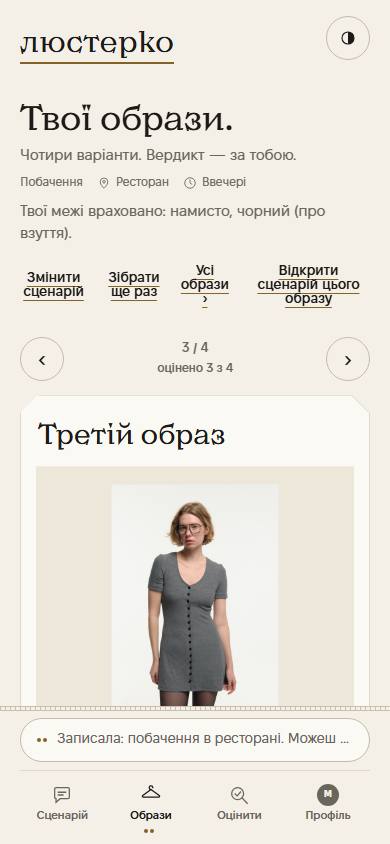 люстерко
Твої образи.
Чотири варіанти. Вердикт — за тобою.
Побачення Ресторан Ввечері
Твої межі враховано: намисто, чорний (про
взуття).
Змінити
сценарій
Зібрати
ще раз
Усі
образи
›
Відкрити
сценарій цього
образу
‹
3 / 4
оцінено 3 з 4
›
Третій образ
Записала: побачення в ресторані. Можеш ...
Сценарій
Образи
Оцінити
М
Профіль